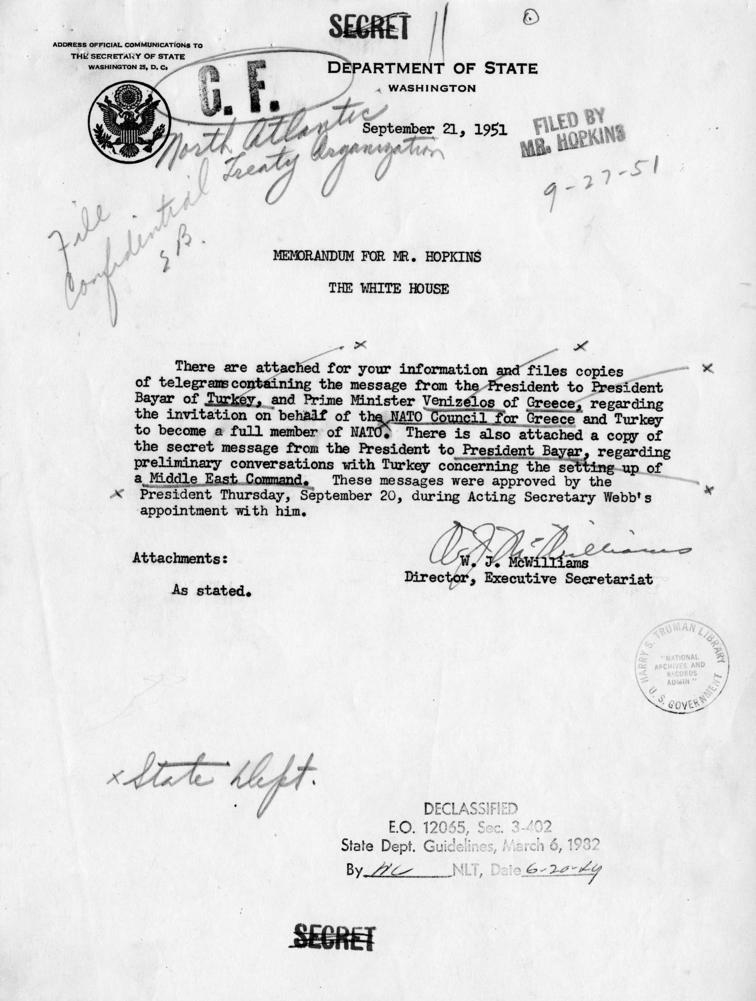 SECRET
ADDRESS OFFICIAL COMMUNICATIONS TO
THE SECRETARY OF STATE
WASHINGTON 25, D. C.
C. F.
DEPARTMENT OF STATE
WASHINGTON
North Atlantic
Treaty Organization
September 21, 1951
FILED BY
MR. HOPKINS
9-27-51
File
Confidential
MEMORANDUM FOR MR. HOPKINS
THE WHITE HOUSE
There are attached for your information and files copies
of telegrams containing the message from the President to President
Bayar of Turkey, and Prime Minister Venizelos of Greece, regarding
the invitation on behalf of the NATO Council for Greece and Turkey
to become a full member of NATO. There is also attached a copy of
the secret message from the President to President Bayar, regarding
preliminary conversations with Turkey concerning the setting up of
a Middle East Command. These messages were approved by the
x President Thursday, September 20, during Acting Secretary Webb's
appointment with him.
Attachments:
As stated.
W. J. McWilliams
W. J. McWilliams
Director, Executive Secretariat
HARRY S. TRUMAN LIBRARY
"NATIONAL
ARCHIVES AND
RECORDS
ADMIN"
U. S. GOVERNMENT
x State Dept.
DECLASSIFIED
E.O. 12065, Sec. 3-402
State Dept. Guidelines, March 6, 1982
By NLT, Date 6-20-
SECRET